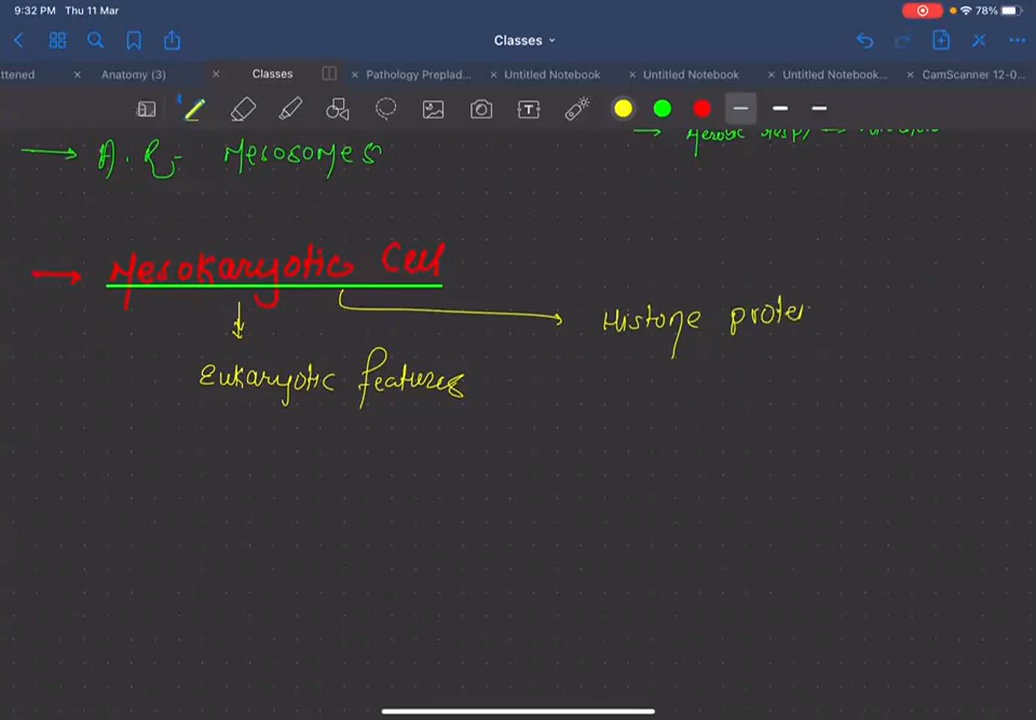 9:32 PM Thu 11 Mar
78%
Classes
ttened
Anatomy (3)
Classes
Pathology Preplad...
Untitled Notebook
Untitled Notebook
Untitled Notebook...
CamScanner 12-0...
T
→ A. R:- Mesosomes
→ Mesokaryotic Cell
Histone protei
Eukaryotic features